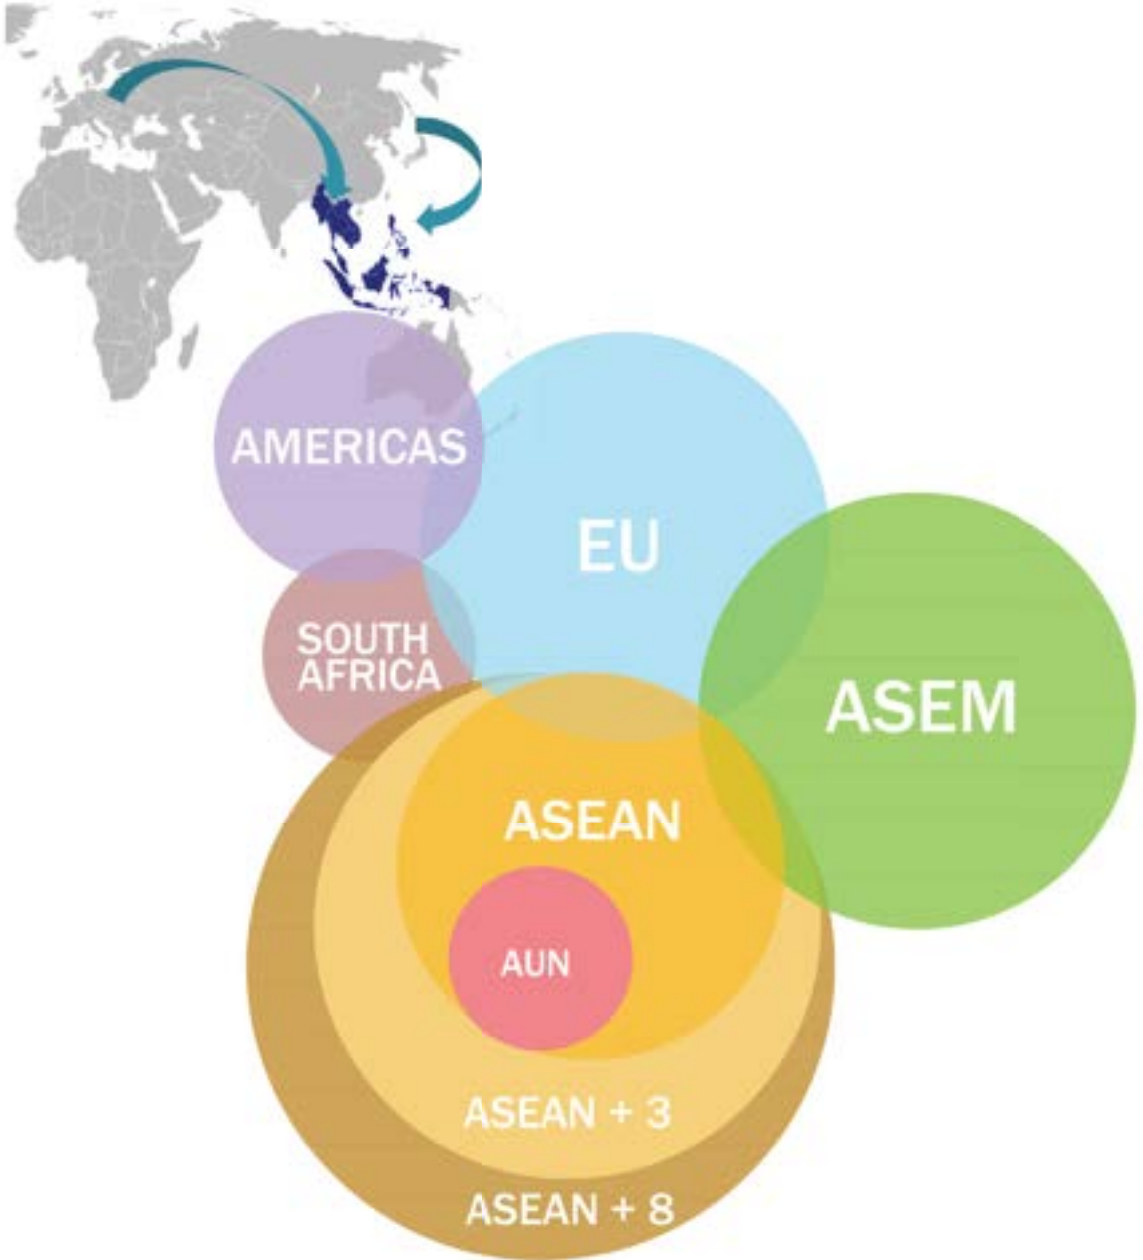 AMERICAS
EU
SOUTH
AFRICA
ASEM
ASEAN
AUN
ASEAN + 3
ASEAN + 8